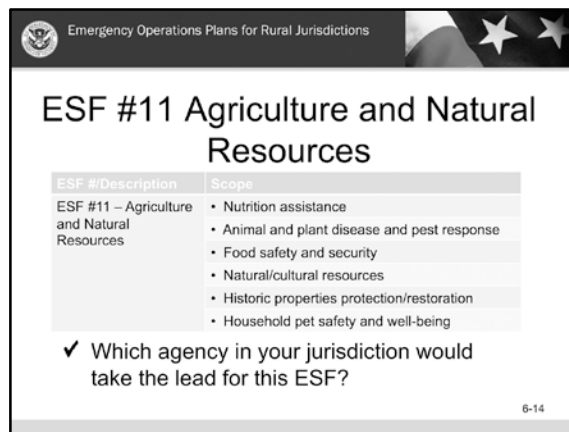 Emergency Operations Plans for Rural Jurisdictions
ESF #11 Agriculture and Natural
Resources
ESF #/Description Scope
ESF #11 – Agriculture
and Natural
Resources
• Nutrition assistance
• Animal and plant disease and pest response
• Food safety and security
• Natural/cultural resources
• Historic properties protection/restoration
• Household pet safety and well-being
✓ Which agency in your jurisdiction would
take the lead for this ESF?
6-14